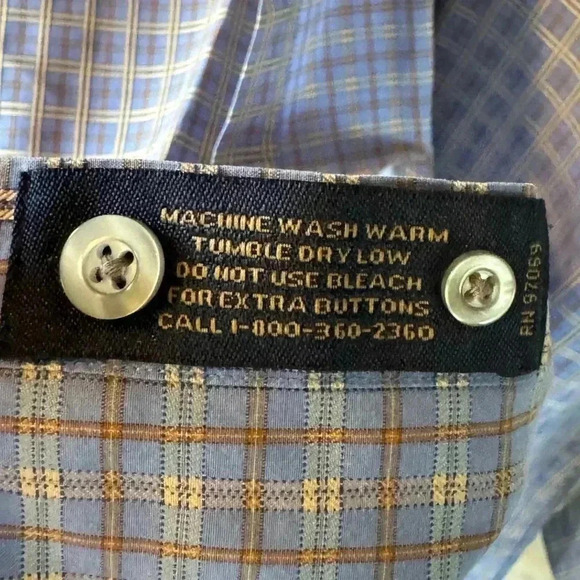 MACHINE WASH WARM
TUMBLE DRY LOW
DO NOT USE BLEACH
FOR EXTRA BUTTONS
CALL 1-800-360-2360
RN 97069